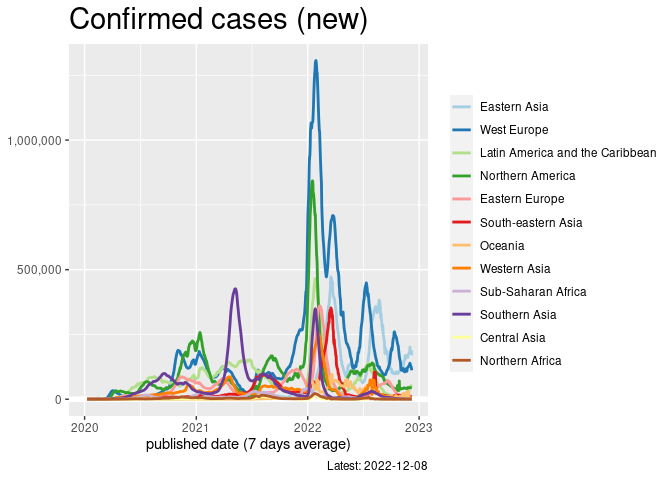 Confirmed cases (new)
1,000,000
500,000
0
2020
2021
2022
2023
published date (7 days average)
Latest: 2022-12-08
Eastern Asia
West Europe
Latin America and the Caribbean
Northern America
Eastern Europe
South-eastern Asia
Oceania
Western Asia
Sub-Saharan Africa
Southern Asia
Central Asia
Northern Africa